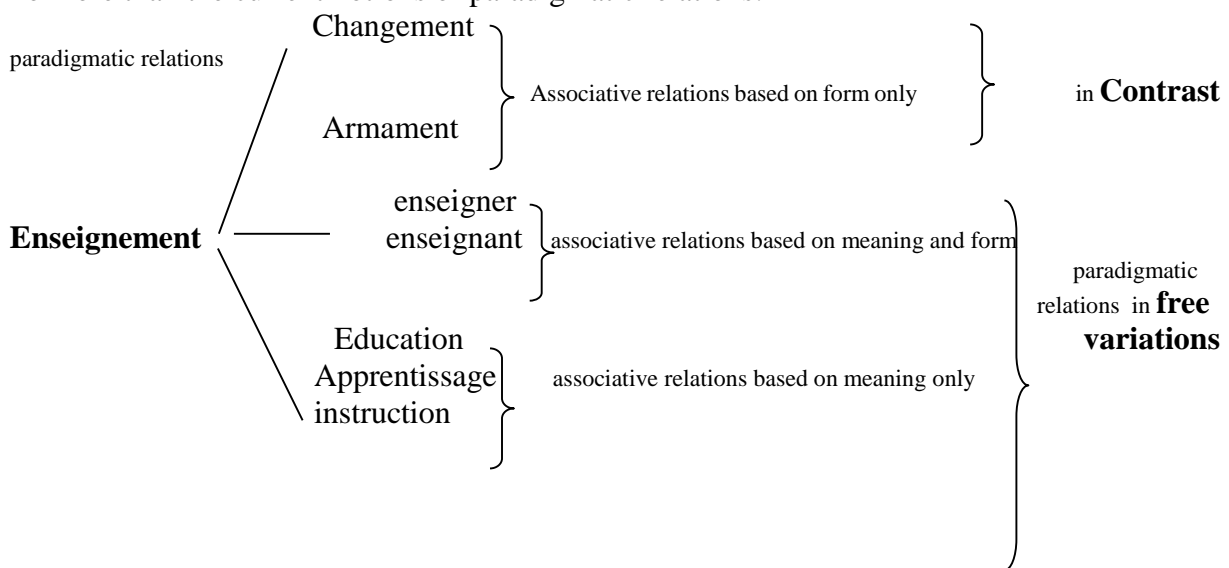 Changement
paradigmatic relations
Associative relations based on form only
in Contrast
Armament
enseigner
Enseignement
enseignant
associative relations based on meaning and form
paradigmatic
relations in free
variations
Education
Apprentissage
associative relations based on meaning only
instruction